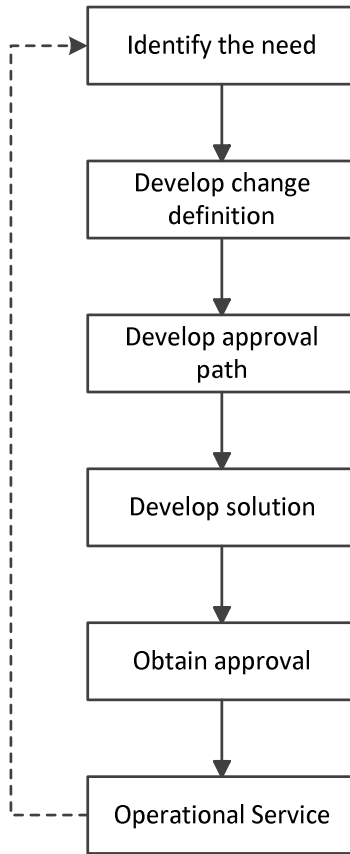 Identify the need
Develop change
definition
Develop approval
path
Develop solution
Obtain approval
Operational Service